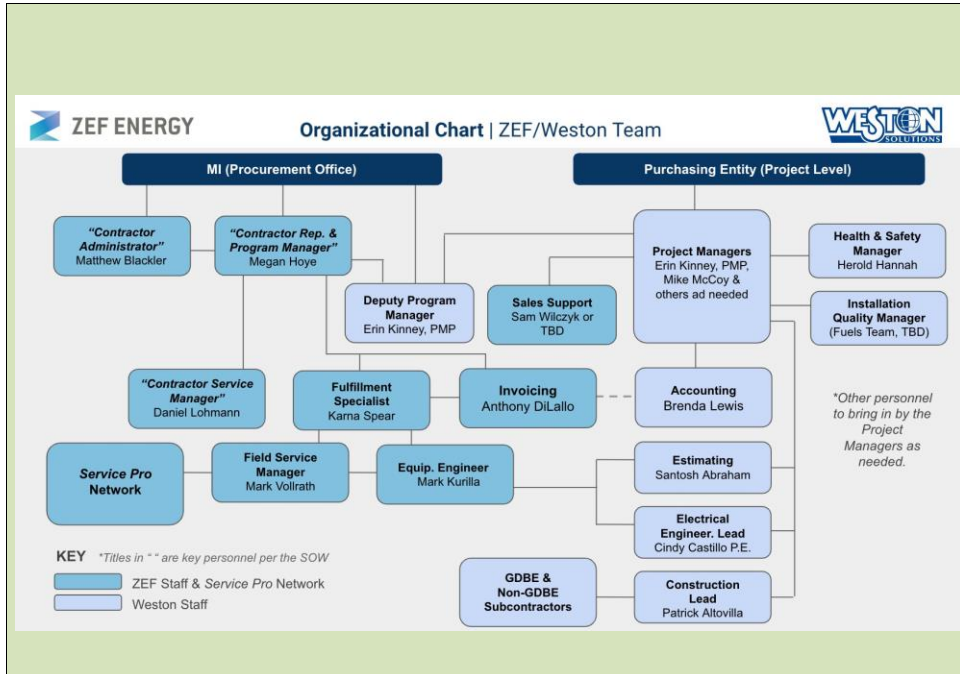 ZEF ENERGY
Organizational Chart | ZEF/Weston Team
WESTON
SOLUTIONS
MI (Procurement Office)
Purchasing Entity (Project Level)
“Contractor
Administrator”
Matthew Blackler
“Contractor Rep. &
Program Manager”
Megan Hoye
Deputy Program
Manager
Erin Kinney, PMP
Sales Support
Sam Wilczyk or
TBD
Project Managers
Erin Kinney, PMP,
Mike McCoy &
others ad needed
Health & Safety
Manager
Herold Hannah
Installation
Quality Manager
(Fuels Team, TBD)
“Contractor Service
Manager”
Daniel Lohmann
Fulfillment
Specialist
Karna Spear
Invoicing
Anthony DiLallo
Accounting
Brenda Lewis
*Other personnel
to bring in by the
Project
Managers as
needed.
Service Pro
Network
Field Service
Manager
Mark Vollrath
Equip. Engineer
Mark Kurilla
Estimating
Santosh Abraham
Electrical
Engineer. Lead
Cindy Castillo P.E.
GDBE &
Non-GDBE
Subcontractors
Construction
Lead
Patrick Altovilla
KEY *Titles in “ ” are key personnel per the SOW
ZEF Staff & Service Pro Network
Weston Staff